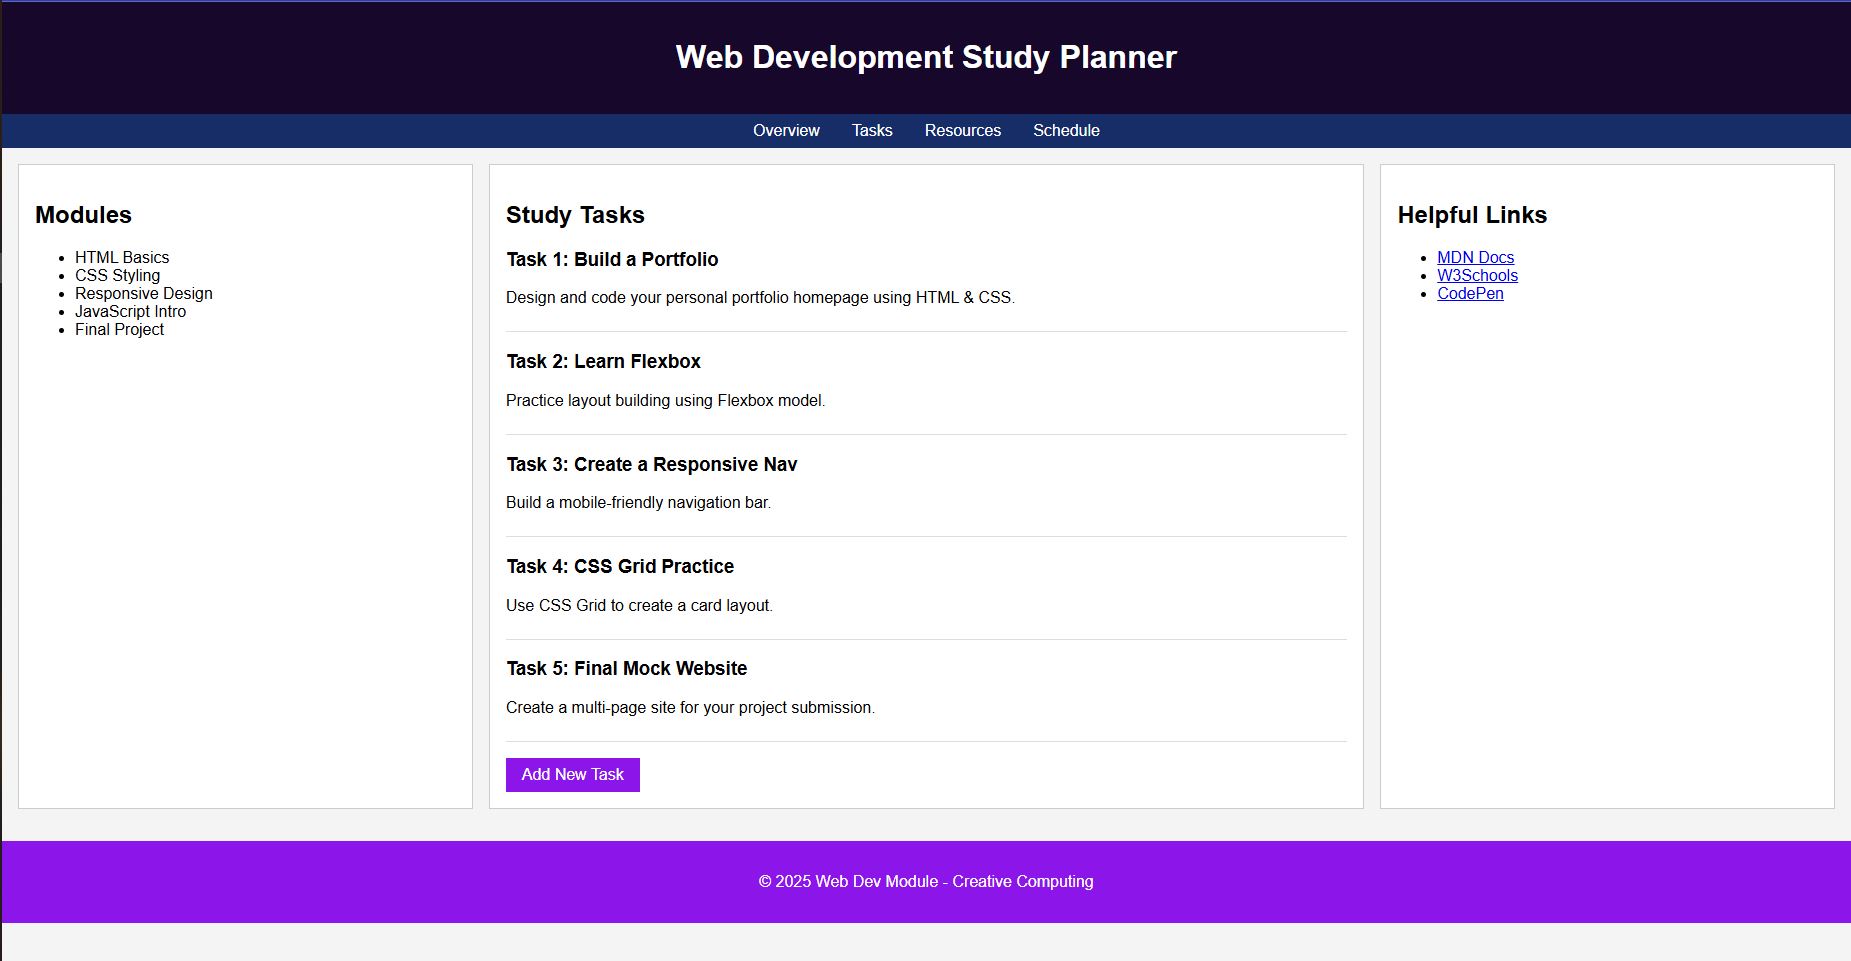 Web Development Study Planner
Overview Tasks Resources Schedule
Modules
HTML Basics
CSS Styling
Responsive Design
JavaScript Intro
Final Project
Study Tasks
Task 1: Build a Portfolio
Design and code your personal portfolio homepage using HTML & CSS.
Task 2: Learn Flexbox
Practice layout building using Flexbox model.
Task 3: Create a Responsive Nav
Build a mobile-friendly navigation bar.
Task 4: CSS Grid Practice
Use CSS Grid to create a card layout.
Task 5: Final Mock Website
Create a multi-page site for your project submission.
Add New Task
Helpful Links
MDN Docs
W3Schools
CodePen
© 2025 Web Dev Module - Creative Computing